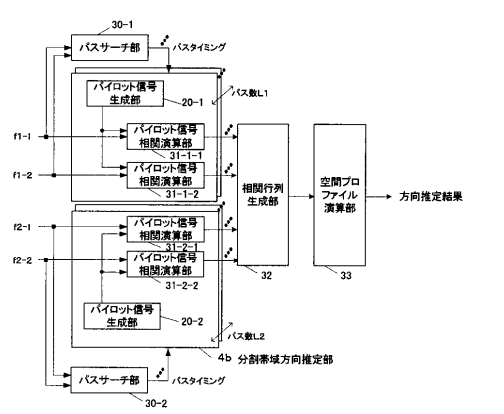 30-1
パスサーチ部
パスタイミング
パイロット信号
生成部
20-1
パス数L1
f1-1
パイロット信号
相関演算部
31-1-1
f1-2
パイロット信号
相関演算部
31-1-2
相関行列
生成部
32
空間プロ
ファイル
演算部
33
方向推定結果
f2-1
パイロット信号
相関演算部
31-2-1
f2-2
パイロット信号
相関演算部
31-2-2
パイロット信号
生成部
20-2
パス数L2
4b 分割帯域方向推定部
パスサーチ部
パスタイミング
30-2